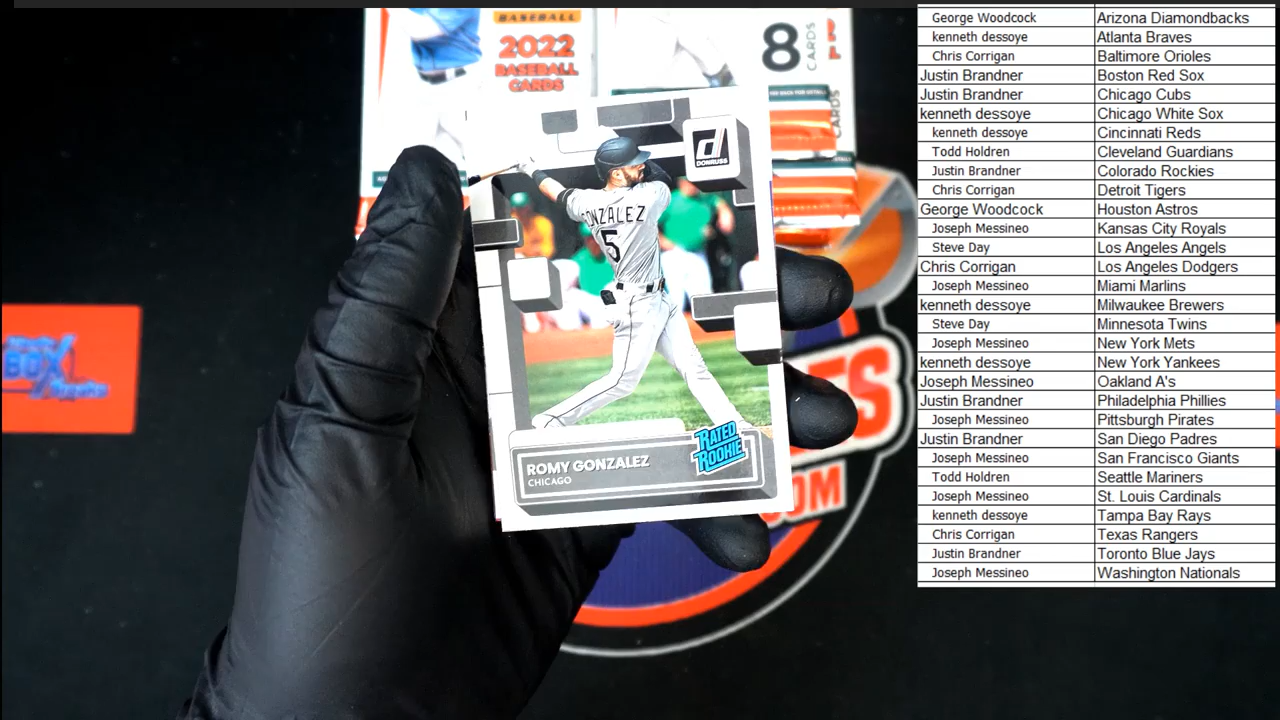 BASEBALL
2022
BASEBALL
CARDS
8
CARDS
CARDS
d
DONRUSS
GONZALEZ
5
RATED
ROOKIE
ROMY GONZALEZ
CHICAGO
BOX
.COM
George Woodcock Arizona Diamondbacks
kenneth dessoye Atlanta Braves
Chris Corrigan Baltimore Orioles
Justin Brandner Boston Red Sox
Justin Brandner Chicago Cubs
kenneth dessoye Chicago White Sox
kenneth dessoye Cincinnati Reds
Todd Holdren Cleveland Guardians
Justin Brandner Colorado Rockies
Chris Corrigan Detroit Tigers
George Woodcock Houston Astros
Joseph Messineo Kansas City Royals
Steve Day Los Angeles Angels
Chris Corrigan Los Angeles Dodgers
Joseph Messineo Miami Marlins
kenneth dessoye Milwaukee Brewers
Steve Day Minnesota Twins
Joseph Messineo New York Mets
kenneth dessoye New York Yankees
Joseph Messineo Oakland A's
Justin Brandner Philadelphia Phillies
Joseph Messineo Pittsburgh Pirates
Justin Brandner San Diego Padres
Joseph Messineo San Francisco Giants
Todd Holdren Seattle Mariners
Joseph Messineo St. Louis Cardinals
kenneth dessoye Tampa Bay Rays
Chris Corrigan Texas Rangers
Justin Brandner Toronto Blue Jays
Joseph Messineo Washington Nationals